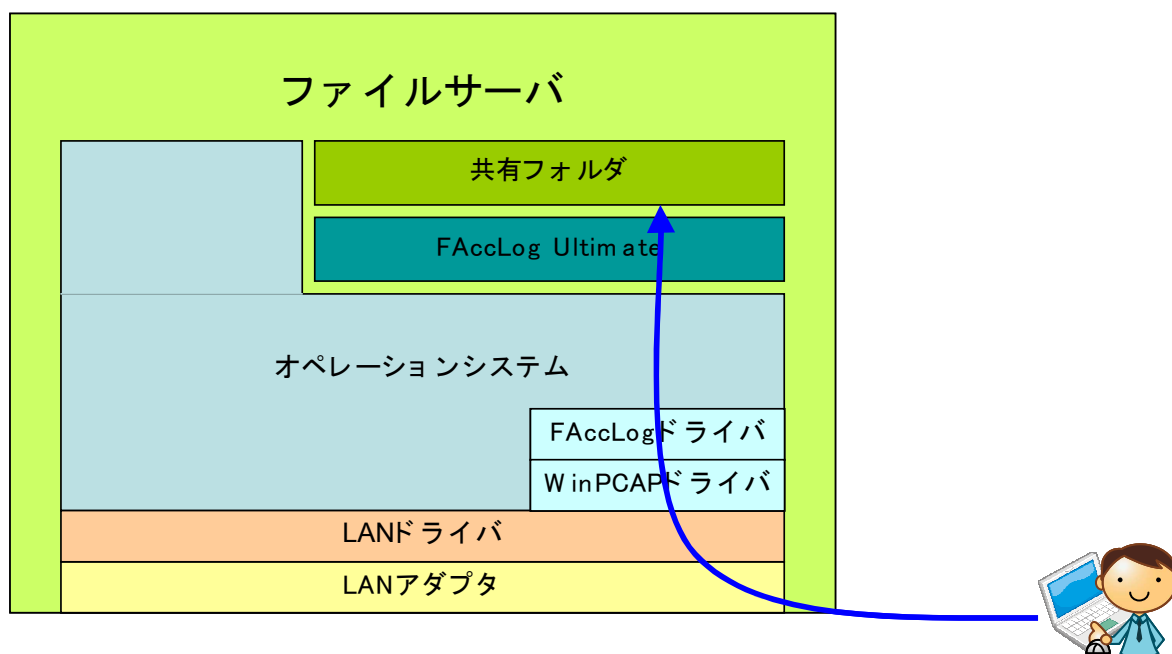 ファイルサーバ
共有フォルダ
FAccLog Ultimate
オペレーションシステム
FAccLogドライバ
WinPCAPドライバ
LANドライバ
LANアダプタ